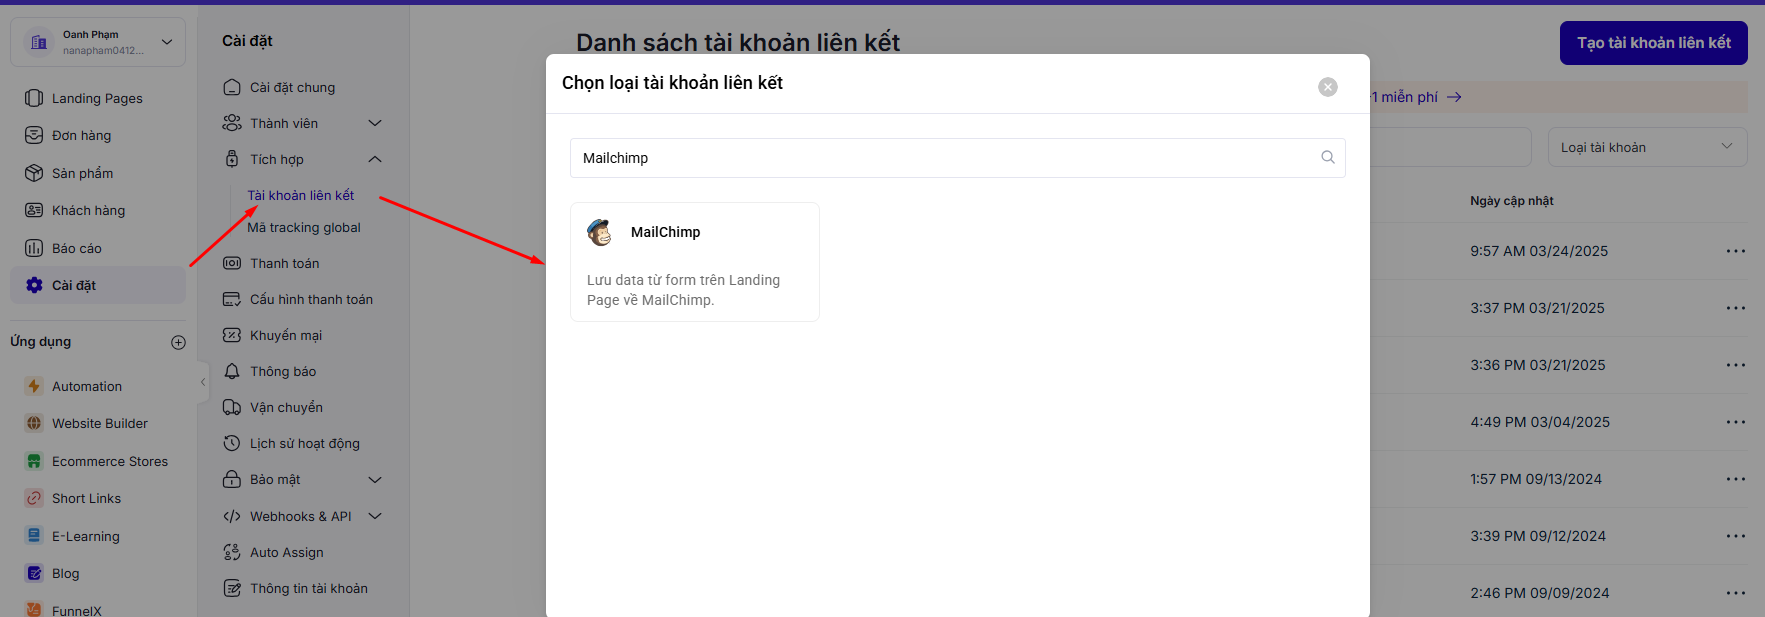 Oanh Phạm
nanapham0412...
Landing Pages
Đơn hàng
Sản phẩm
Khách hàng
Báo cáo
Cài đặt
Ứng dụng
Automation
Website Builder
Ecommerce Stores
Short Links
E-Learning
Blog
FunnelX
Cài đặt
Cài đặt chung
Thành viên
Tích hợp
Tài khoản liên kết
Mã tracking global
Thanh toán
Cấu hình thanh toán
Khuyến mại
Thông báo
Vận chuyển
Lịch sử hoạt động
Bảo mật
Webhooks & API
Auto Assign
Thông tin tài khoản
Danh sách tài khoản liên kết
Tạo tài khoản liên kết
-1 miễn phí →
Loại tài khoản
Ngày cập nhật
9:57 AM 03/24/2025
3:37 PM 03/21/2025
3:36 PM 03/21/2025
4:49 PM 03/04/2025
1:57 PM 09/13/2024
3:39 PM 09/12/2024
2:46 PM 09/09/2024
Chọn loại tài khoản liên kết
Mailchimp
MailChimp
Lưu data từ form trên Landing
Page về MailChimp.